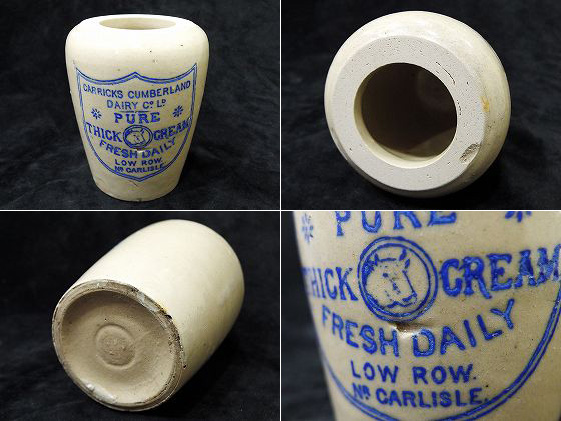 CARRICKS CUMBERLAND
DAIRY Co. LD
PURE
THICK CREAM
FRESH DAILY
LOW ROW.
NR CARLISLE.
PURE
THICK CREAM
FRESH DAILY
LOW ROW.
NR CARLISLE.